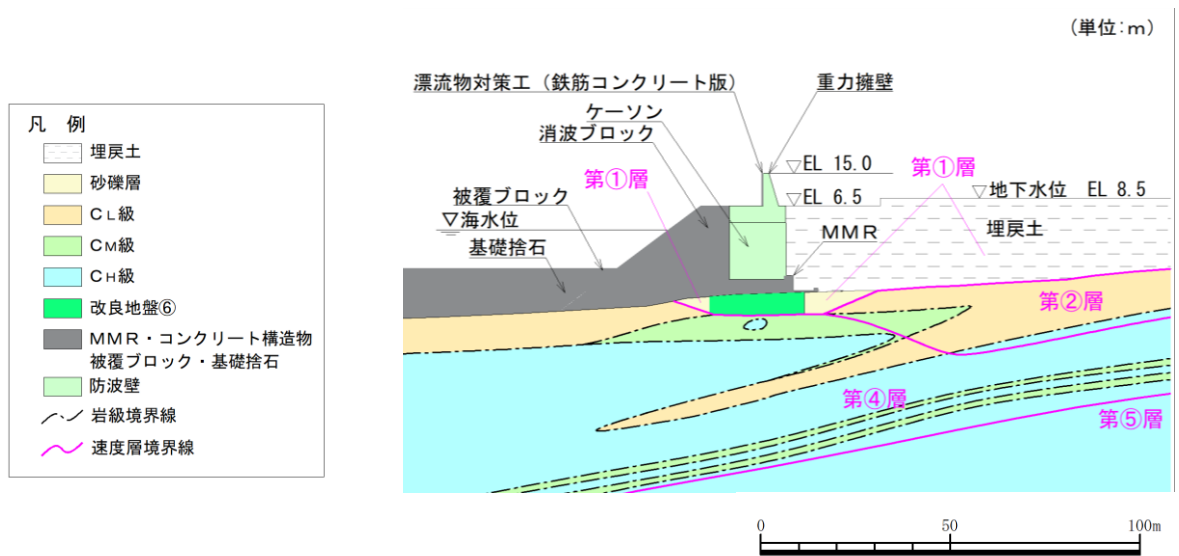 (単位:m)
漂流物対策工(鉄筋コンクリート版)
重力擁壁
ケーソン
消波ブロック
第①層
▽EL 15.0
第①層
被覆ブロック
▽EL 6.5
▽地下水位 EL 8.5
▽海水位
MMR
埋戻土
基礎捨石
第②層
第④層
第⑤層
凡 例
埋戻土
砂礫層
CL級
CM級
CH級
改良地盤⑥
MMR・コンクリート構造物
被覆ブロック・基礎捨石
防波壁
岩級境界線
速度層境界線
0 50 100m